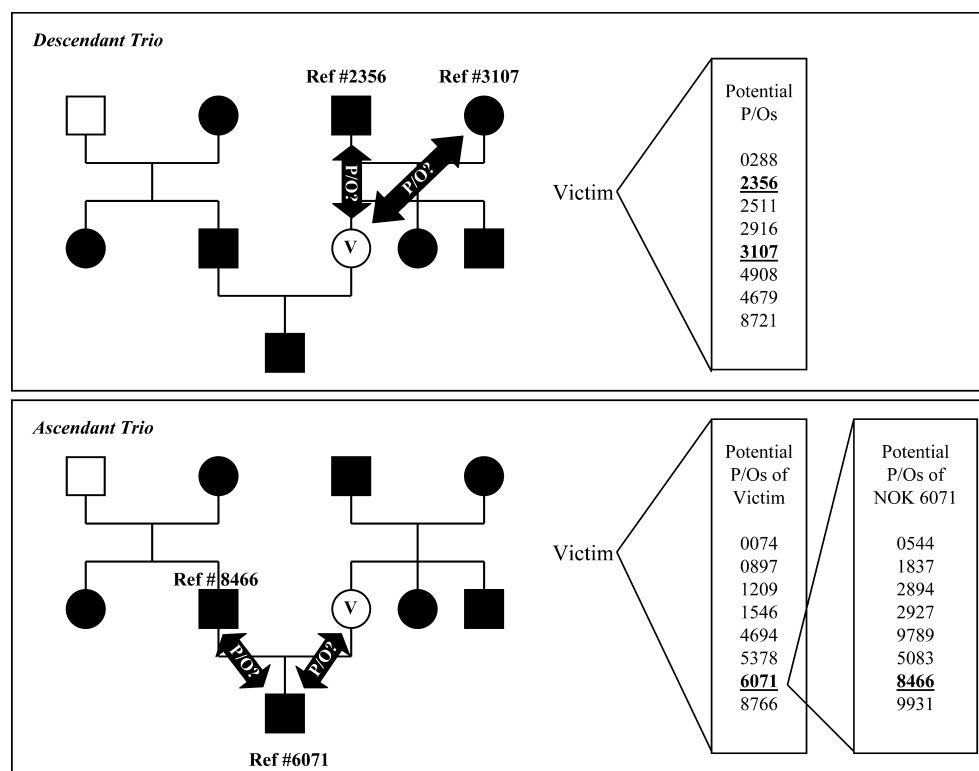 Descendant Trio
Ref #2356
Ref #3107
P/O?
P/O?
V
Victim
Potential
P/Os
0288
2356
2511
2916
3107
4908
4679
8721
Ascendant Trio
Ref # 8466
V
P/O?
P/O?
Ref #6071
Victim
Potential
P/Os of
Victim
0074
0897
1209
1546
4694
5378
6071
8766
Potential
P/Os of
NOK 6071
0544
1837
2894
2927
9789
5083
8466
9931